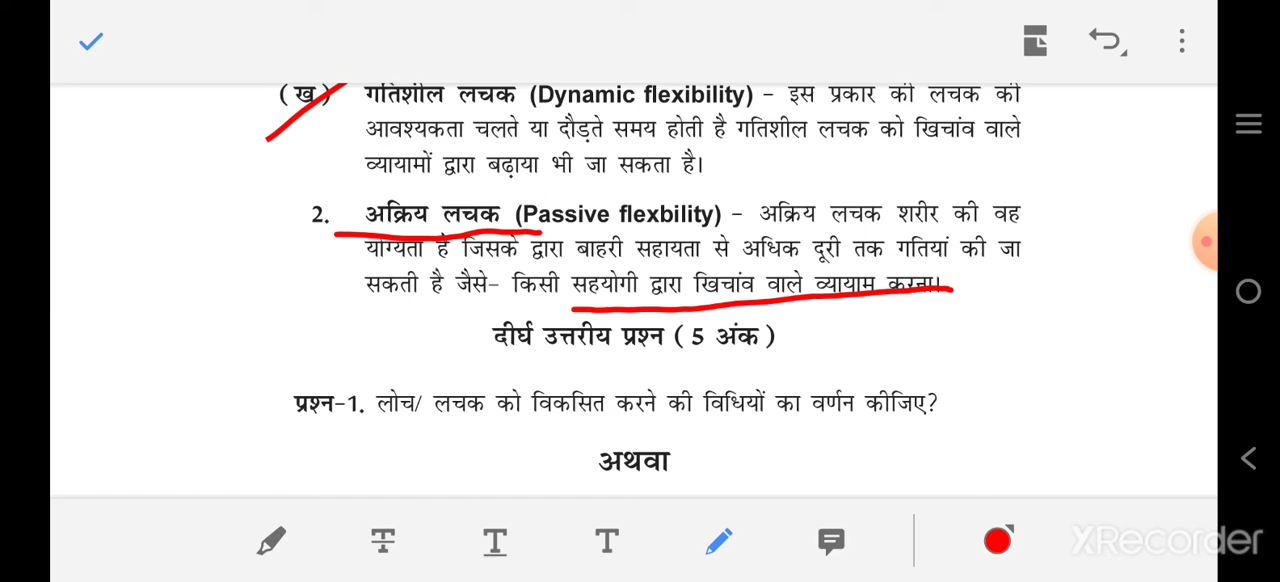 (ख) गतिशील लचक (Dynamic flexibility) - इस प्रकार की लचक की
आवश्यकता चलते या दौड़ते समय होती है गतिशील लचक को खिचांव वाले
व्यायामों द्वारा बढ़ाया भी जा सकता है।
2. अक्रिय लचक (Passive flexbility) - अक्रिय लचक शरीर की वह
योग्यता है जिसके द्वारा बाहरी सहायता से अधिक दूरी तक गतियां की जा
सकती है जैसे- किसी सहयोगी द्वारा खिचांव वाले व्यायाम करना।
दीर्घ उत्तरीय प्रश्न ( 5 अंक )
प्रश्न-1. लोच/ लचक को विकसित करने की विधियों का वर्णन कीजिए?
अथवा
T T T
XRecorder